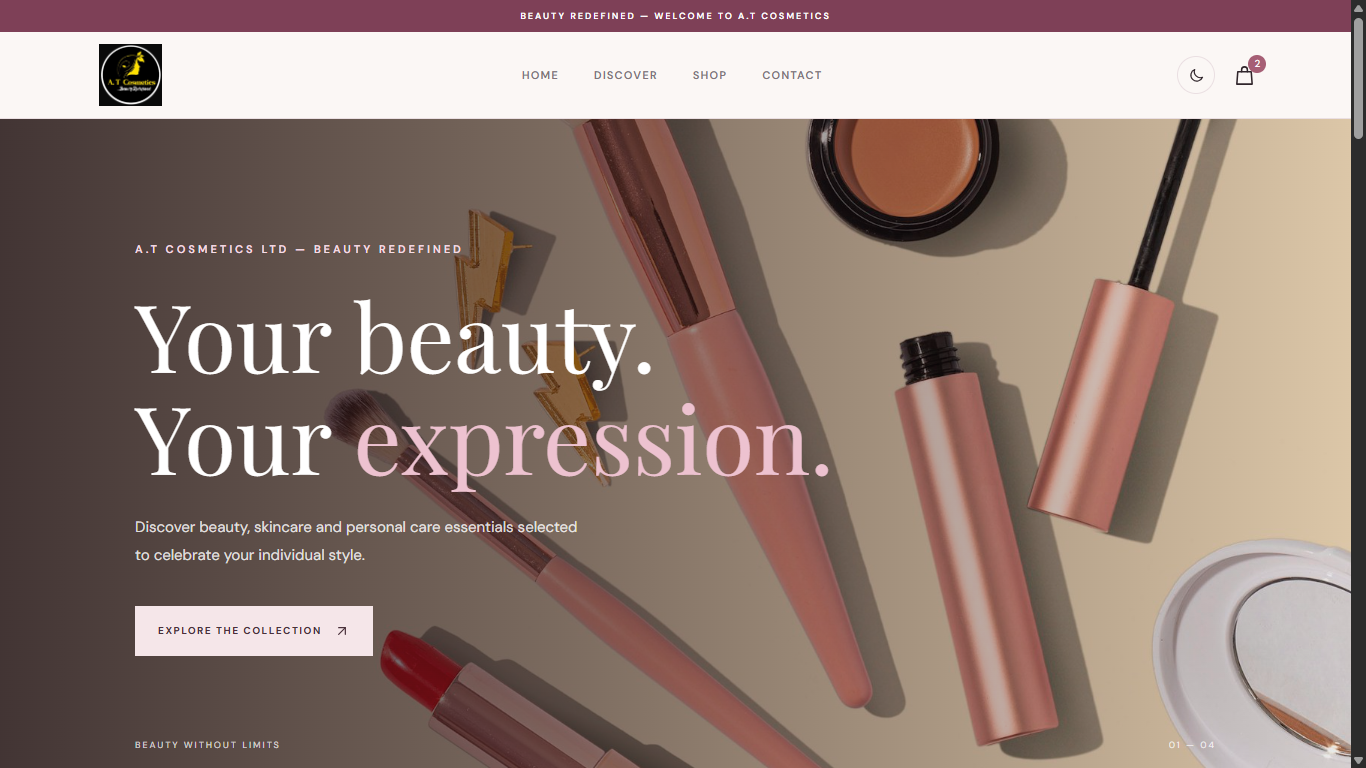 BEAUTY REDEFINED — WELCOME TO A.T COSMETICS
A.T Cosmetics
HOME DISCOVER SHOP CONTACT
2
A.T COSMETICS LTD — BEAUTY REDEFINED
Your beauty.
Your expression.
Discover beauty, skincare and personal care essentials selected
to celebrate your individual style.
EXPLORE THE COLLECTION
BEAUTY WITHOUT LIMITS
01 — 04